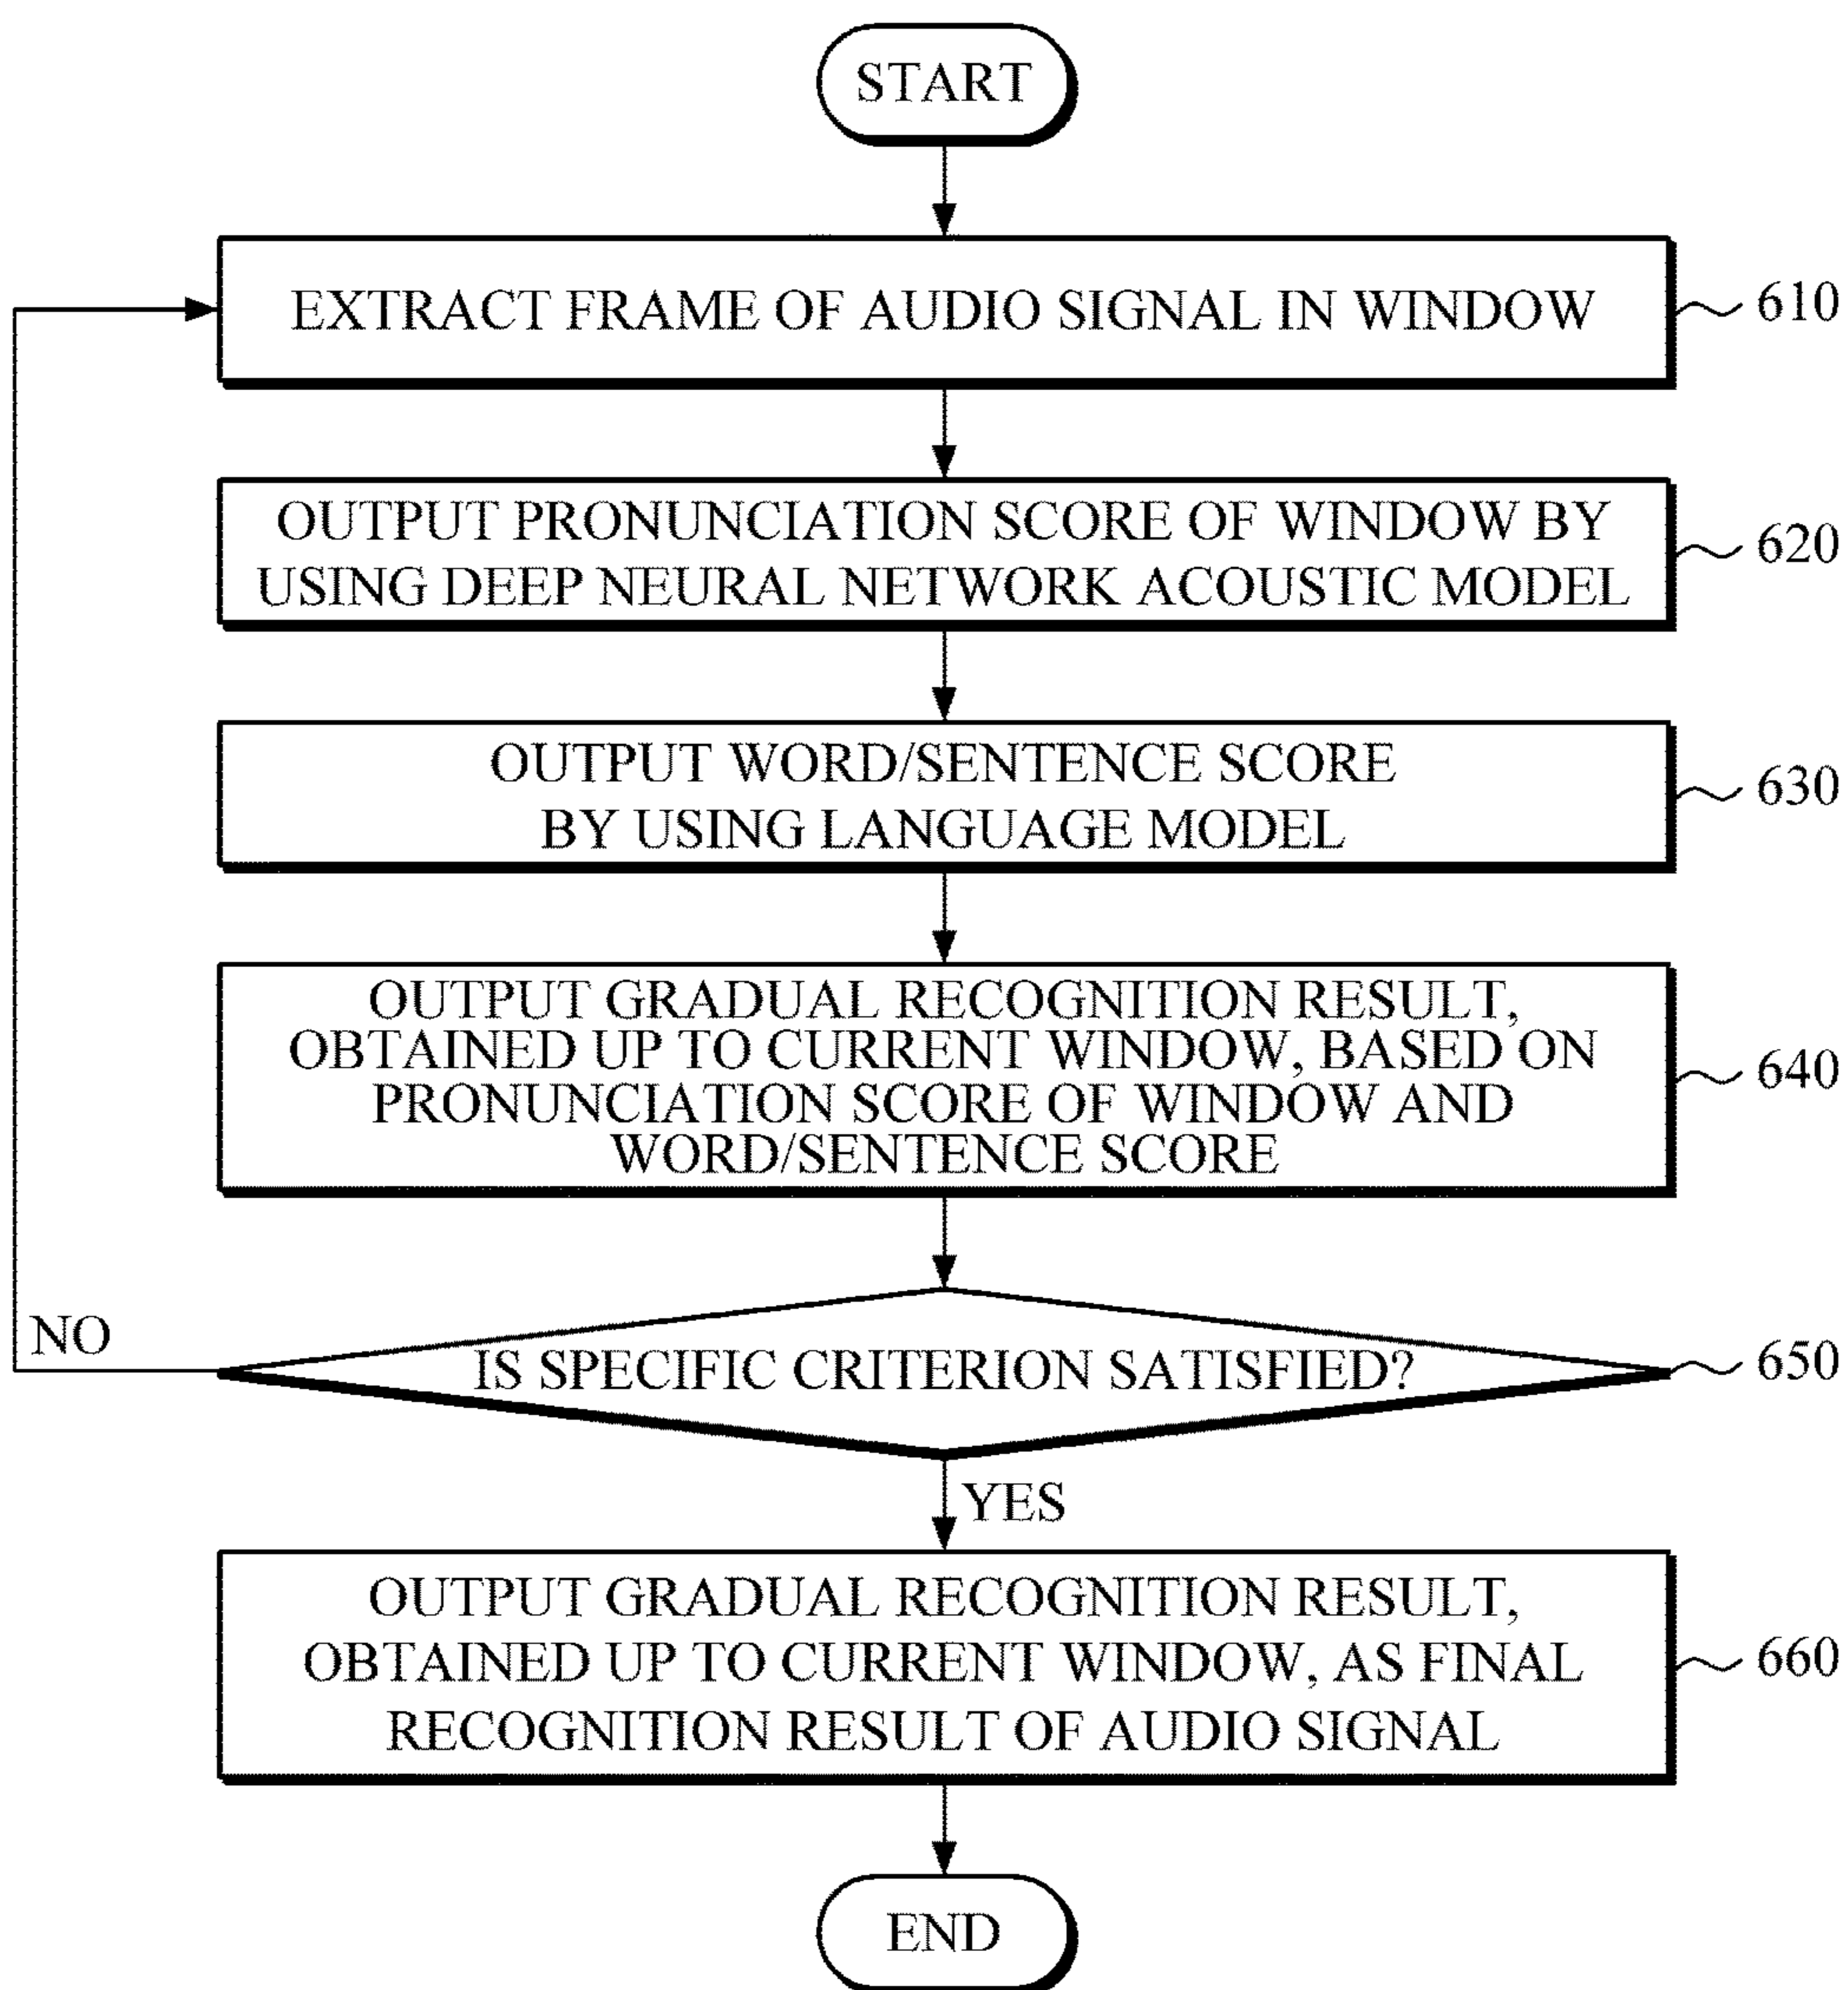 START
EXTRACT FRAME OF AUDIO SIGNAL IN WINDOW
610
OUTPUT PRONUNCIATION SCORE OF WINDOW BY
USING DEEP NEURAL NETWORK ACOUSTIC MODEL
620
OUTPUT WORD/SENTENCE SCORE
BY USING LANGUAGE MODEL
630
OUTPUT GRADUAL RECOGNITION RESULT,
OBTAINED UP TO CURRENT WINDOW, BASED ON
PRONUNCIATION SCORE OF WINDOW AND
WORD/SENTENCE SCORE
640
NO
IS SPECIFIC CRITERION SATISFIED?
650
YES
OUTPUT GRADUAL RECOGNITION RESULT,
OBTAINED UP TO CURRENT WINDOW, AS FINAL
RECOGNITION RESULT OF AUDIO SIGNAL
660
END